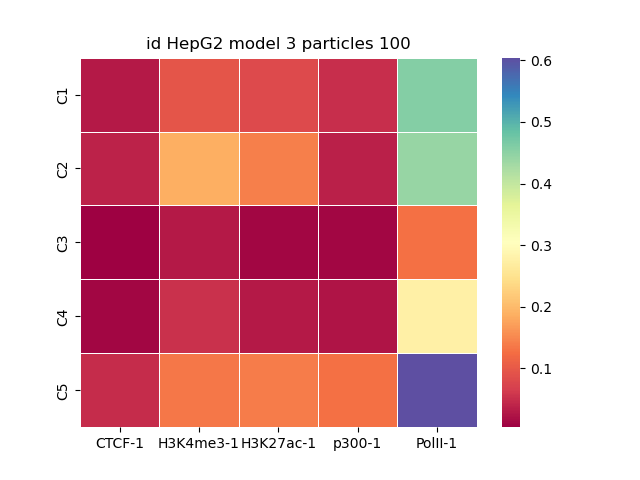 id HepG2 model 3 particles 100
C1
C2
C3
C4
C5
CTCF-1 H3K4me3-1 H3K27ac-1 p300-1 PolII-1
0.6
0.5
0.4
0.3
0.2
0.1